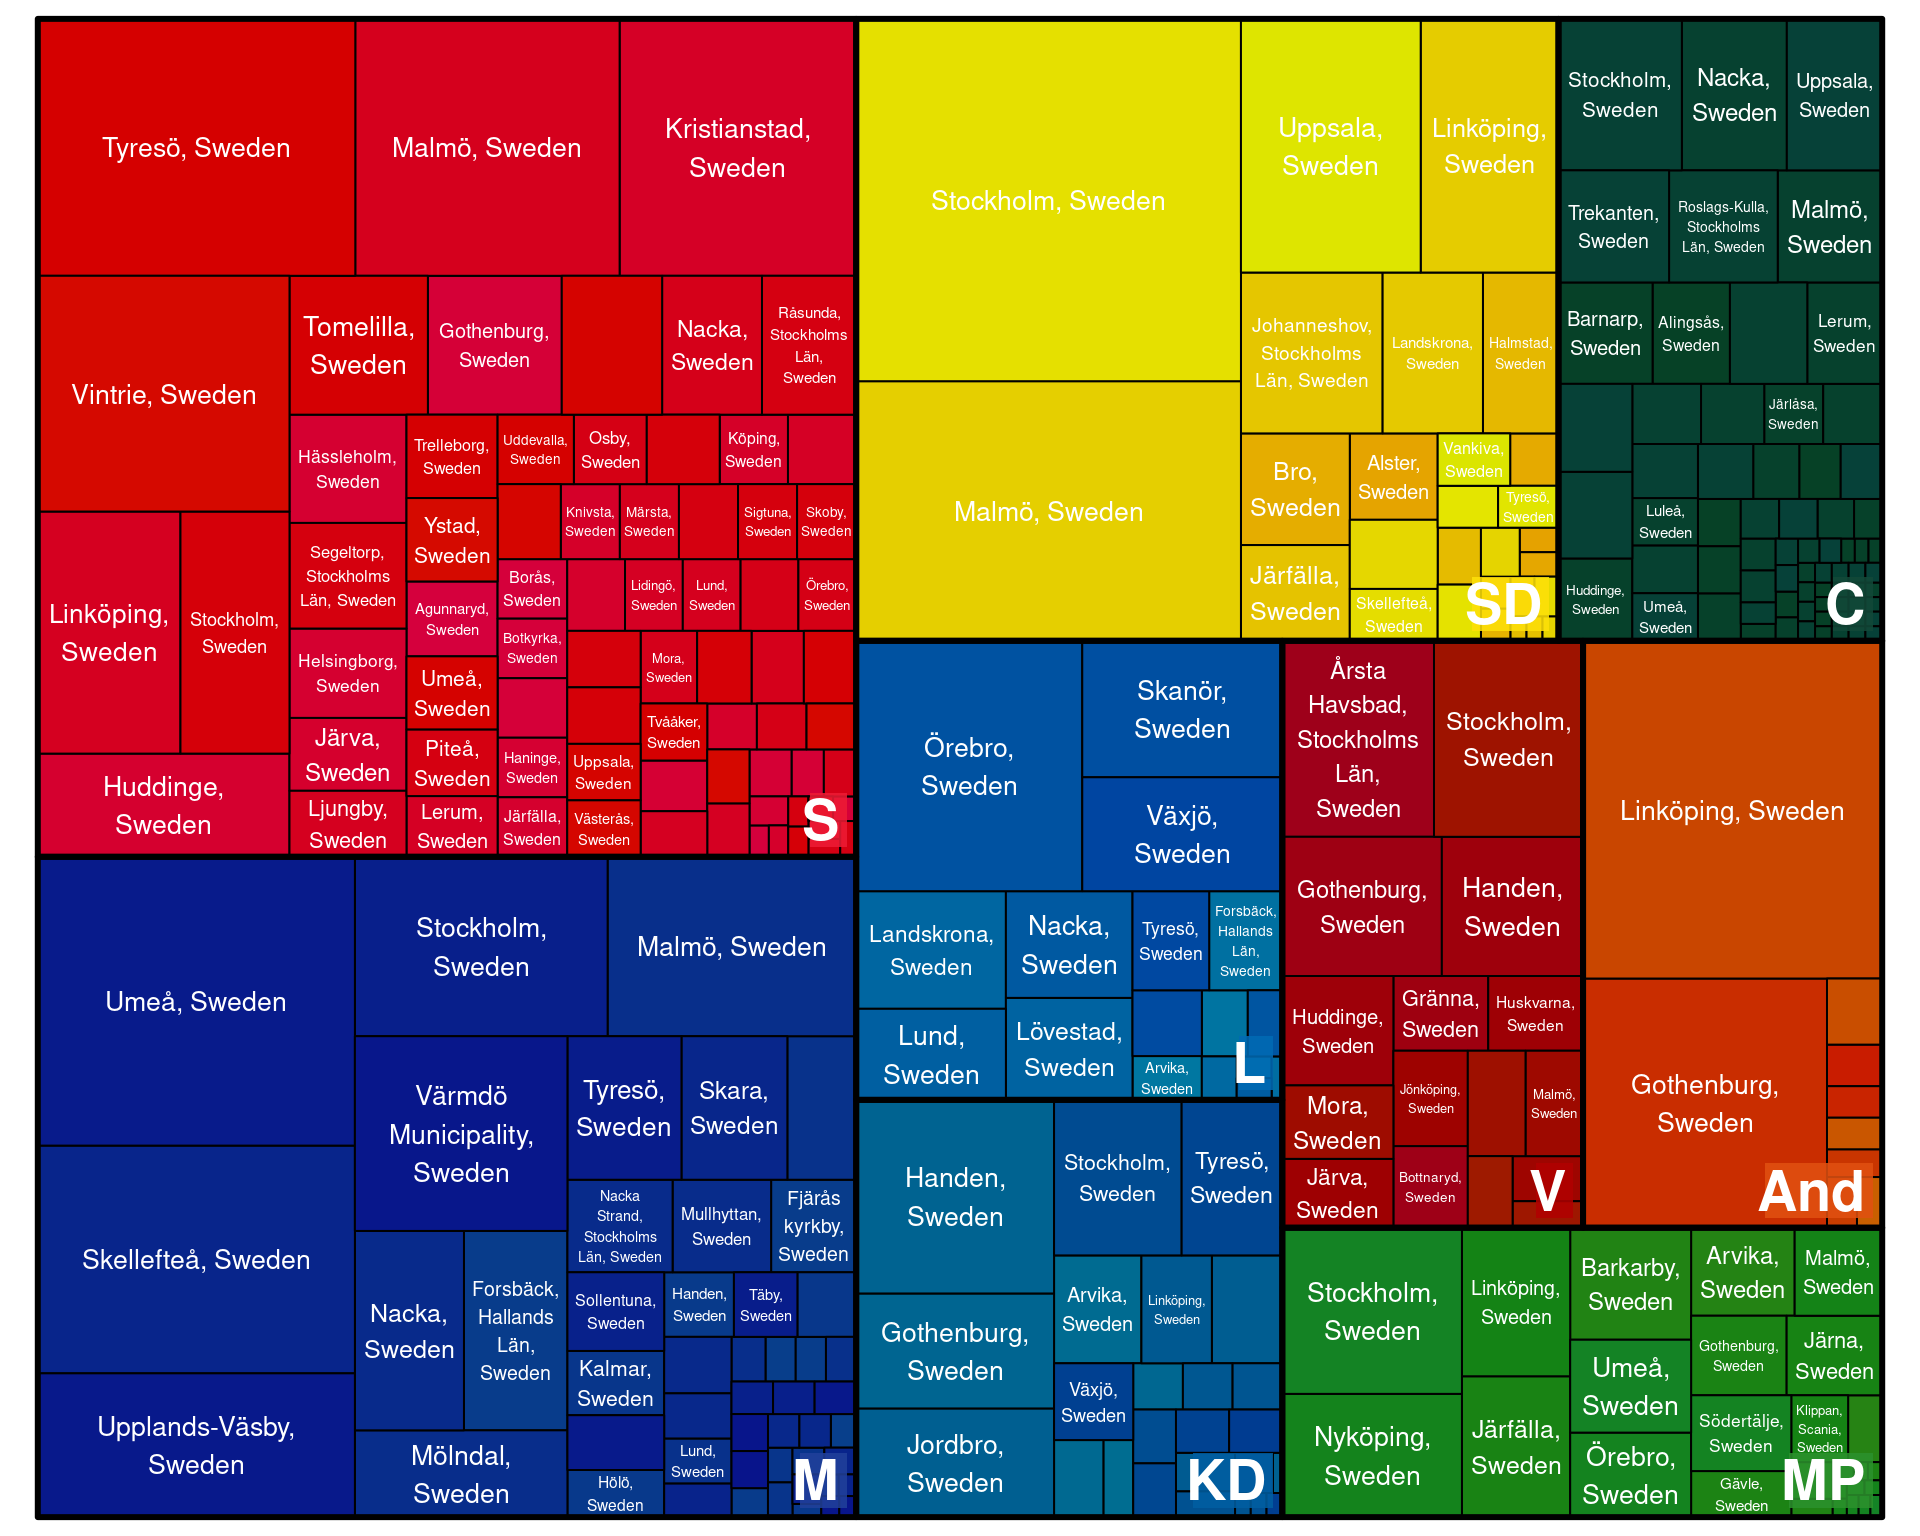 Tyresö, Sweden
Malmö, Sweden
Kristianstad,
Sweden
Vintrie, Sweden
Tomelilla,
Sweden
Gothenburg,
Sweden
Nacka,
Sweden
Råsunda,
Stockholms
Län,
Sweden
Linköping,
Sweden
Stockholm,
Sweden
Huddinge,
Sweden
Hässleholm,
Sweden
Segeltorp,
Stockholms
Län, Sweden
Helsingborg,
Sweden
Järva,
Sweden
Ljungby,
Sweden
Trelleborg,
Sweden
Ystad,
Sweden
Agunnaryd,
Sweden
Umeå,
Sweden
Piteå,
Sweden
Lerum,
Sweden
Uddevalla,
Sweden
Osby,
Sweden
Köping,
Sweden
Knivsta,
Sweden
Märsta,
Sweden
Sigtuna,
Sweden
Skoby,
Sweden
Borås,
Sweden
Botkyrka,
Sweden
Haninge,
Sweden
Järfälla,
Sweden
Lidingö,
Sweden
Lund,
Sweden
Örebro,
Sweden
Mora,
Sweden
Tvååker,
Sweden
Uppsala,
Sweden
Västerås,
Sweden
S
Stockholm, Sweden
Malmö, Sweden
Uppsala,
Sweden
Linköping,
Sweden
Johanneshov,
Stockholms
Län, Sweden
Landskrona,
Sweden
Halmstad,
Sweden
Bro,
Sweden
Järfälla,
Sweden
Alster,
Sweden
Skellefteå,
Sweden
Vankiva,
Sweden
Tyresö,
Sweden
SD
Stockholm,
Sweden
Nacka,
Sweden
Uppsala,
Sweden
Trekanten,
Sweden
Roslags-Kulla,
Stockholms
Län, Sweden
Malmö,
Sweden
Barnarp,
Sweden
Alingsås,
Sweden
Lerum,
Sweden
Järlåsa,
Sweden
Luleå,
Sweden
Huddinge,
Sweden
Umeå,
Sweden
C
Umeå, Sweden
Skellefteå, Sweden
Upplands-Väsby,
Sweden
Stockholm,
Sweden
Malmö, Sweden
Värmdö
Municipality,
Sweden
Tyresö,
Sweden
Skara,
Sweden
Nacka,
Sweden
Forsbäck,
Hallands
Län,
Sweden
Mölndal,
Sweden
Nacka
Strand,
Stockholms
Län, Sweden
Mullhyttan,
Sweden
Fjärås
kyrkby,
Sweden
Sollentuna,
Sweden
Handen,
Sweden
Täby,
Sweden
Kalmar,
Sweden
Hölö,
Sweden
Lund,
Sweden
M
Örebro,
Sweden
Skanör,
Sweden
Växjö,
Sweden
Landskrona,
Sweden
Lund,
Sweden
Nacka,
Sweden
Lövestad,
Sweden
Tyresö,
Sweden
Forsbäck,
Hallands
Län,
Sweden
Arvika,
Sweden
L
Handen,
Sweden
Gothenburg,
Sweden
Jordbro,
Sweden
Stockholm,
Sweden
Tyresö,
Sweden
Arvika,
Sweden
Linköping,
Sweden
Växjö,
Sweden
KD
Årsta
Havsbad,
Stockholms
Län,
Sweden
Stockholm,
Sweden
Gothenburg,
Sweden
Handen,
Sweden
Huddinge,
Sweden
Mora,
Sweden
Järva,
Sweden
Gränna,
Sweden
Huskvarna,
Sweden
Jönköping,
Sweden
Malmö,
Sweden
Bottnaryd,
Sweden
V
Linköping, Sweden
Gothenburg,
Sweden
And
Stockholm,
Sweden
Nyköping,
Sweden
Linköping,
Sweden
Järfälla,
Sweden
Barkarby,
Sweden
Umeå,
Sweden
Örebro,
Sweden
Arvika,
Sweden
Malmö,
Sweden
Gothenburg,
Sweden
Järna,
Sweden
Södertälje,
Sweden
Klippan,
Scania,
Sweden
Gävle,
Sweden
MP